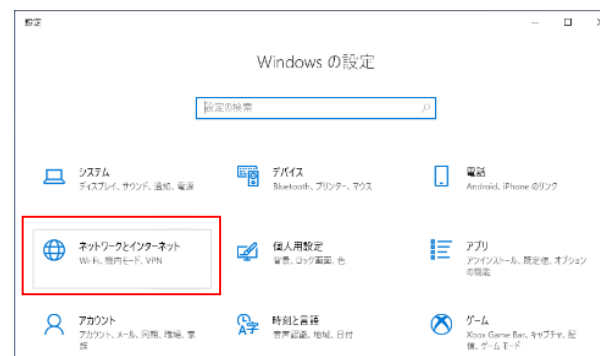 設定
Windows の設定
設定の検索
システム
ディスプレイ、サウンド、通知、電源
デバイス
Bluetooth、プリンター、マウス
電話
Android、iPhone のリンク
ネットワークとインターネット
Wi-Fi、機内モード、VPN
個人用設定
背景、ロック画面、色
アプリ
アンインストール、既定値、オプション
の機能
アカウント
アカウント、メール、同期、職場、家
族
時刻と言語
音声認識、地域、日付
ゲーム
Xbox Game Bar、キャプチャ、配
信、ゲーム モード